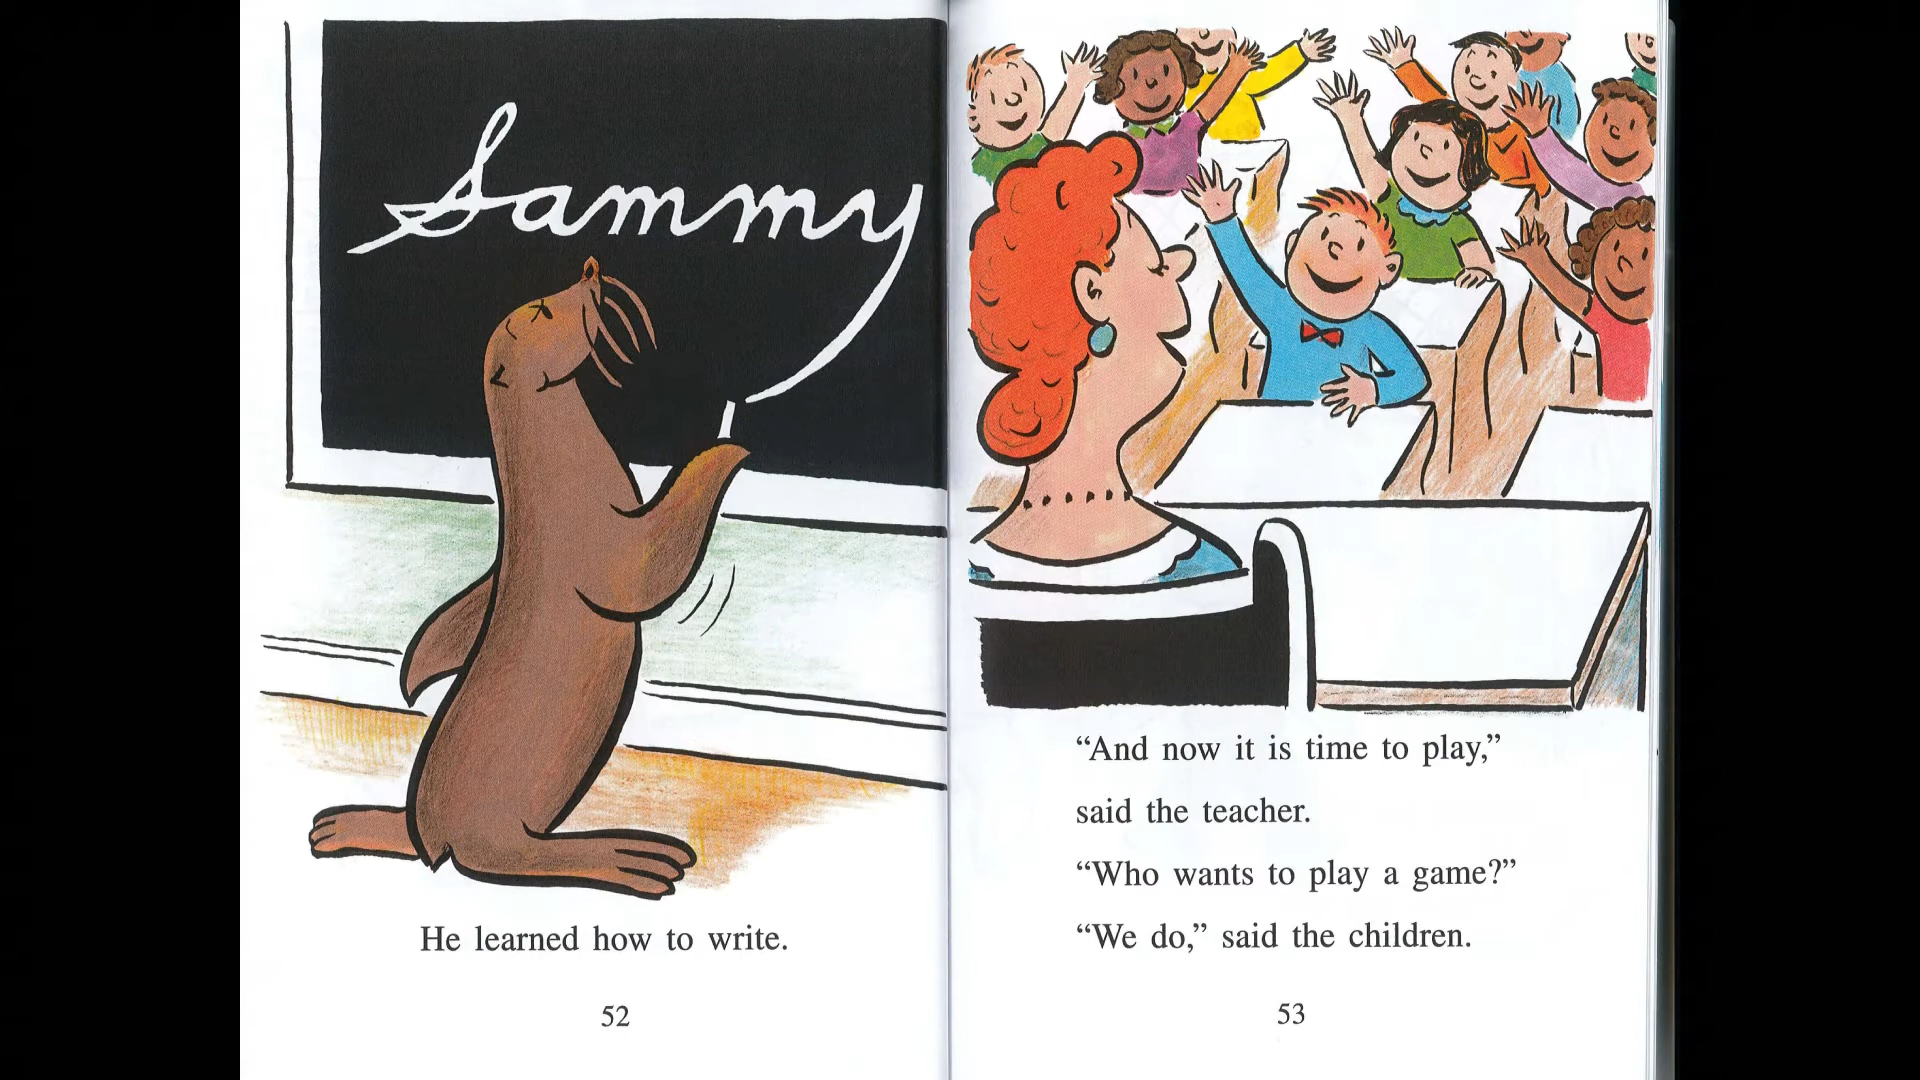 Sammy
He learned how to write.
52
“And now it is time to play,”
said the teacher.
“Who wants to play a game?”
“We do,” said the children.
53